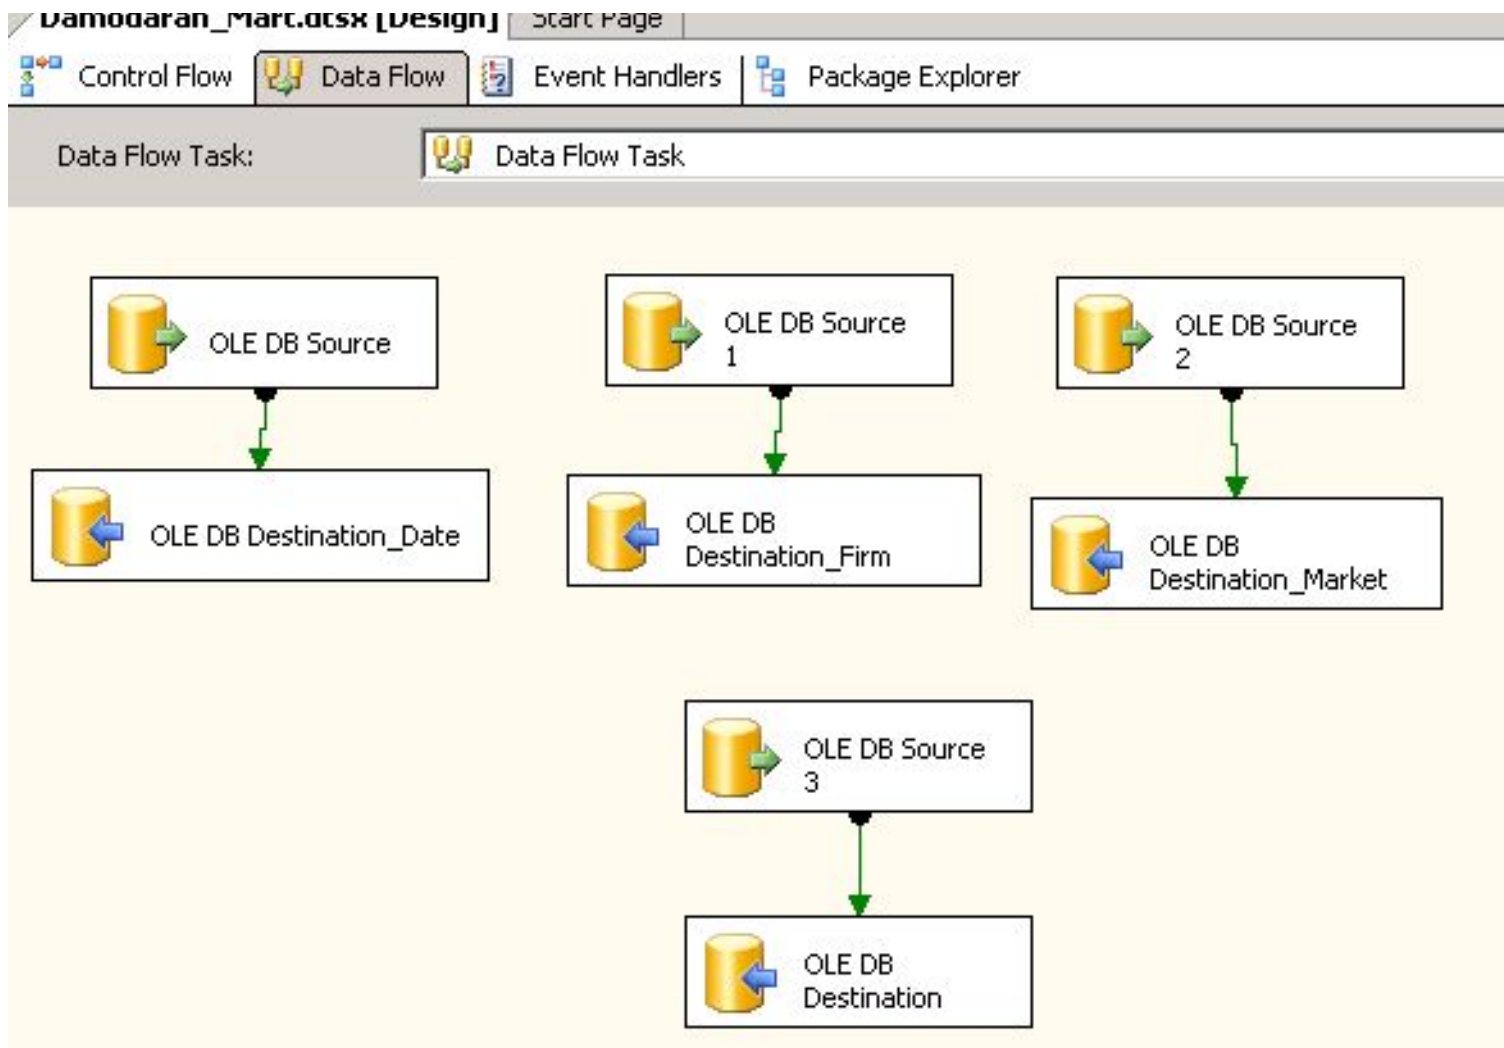 Damodaran_Mart.dtsx [Design] Start Page
Control Flow Data Flow Event Handlers Package Explorer
Data Flow Task: Data Flow Task
OLE DB Source
OLE DB Source
1
OLE DB Source
2
OLE DB Destination_Date
OLE DB
Destination_Firm
OLE DB
Destination_Market
OLE DB Source
3
OLE DB
Destination